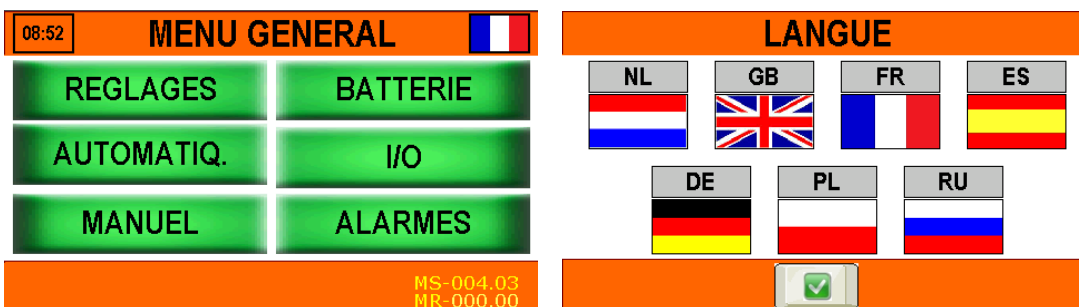 08:52
MENU GENERAL
REGLAGES
BATTERIE
AUTOMATIQ.
I/O
MANUEL
ALARMES
MS-004.03
MR-000.00
LANGUE
NL
GB
FR
ES
DE
PL
RU